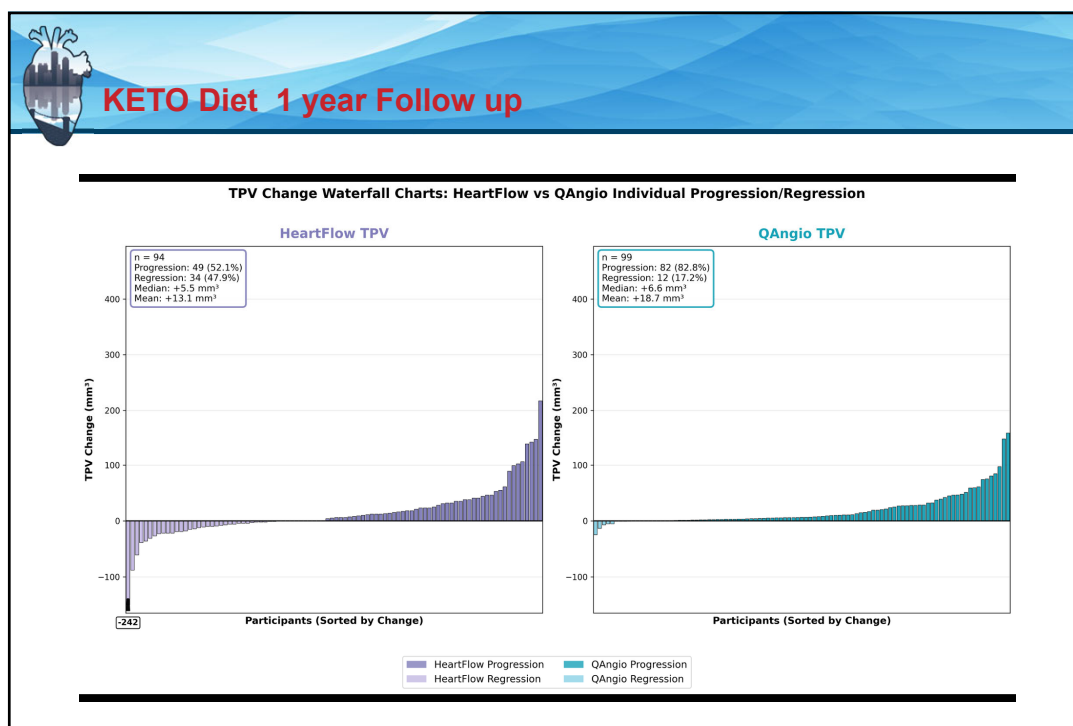 KETO Diet 1 year Follow up
TPV Change Waterfall Charts: HeartFlow vs QAngio Individual Progression/Regression
HeartFlow TPV
n = 94
Progression: 49 (52.1%)
Regression: 34 (47.9%)
Median: +5.5 mm³
Mean: +13.1 mm³
TPV Change (mm³)
400
300
200
100
0
−100
-242
Participants (Sorted by Change)
QAngio TPV
n = 99
Progression: 82 (82.8%)
Regression: 12 (17.2%)
Median: +6.6 mm³
Mean: +18.7 mm³
TPV Change (mm³)
400
300
200
100
0
−100
Participants (Sorted by Change)
HeartFlow Progression
HeartFlow Regression
QAngio Progression
QAngio Regression